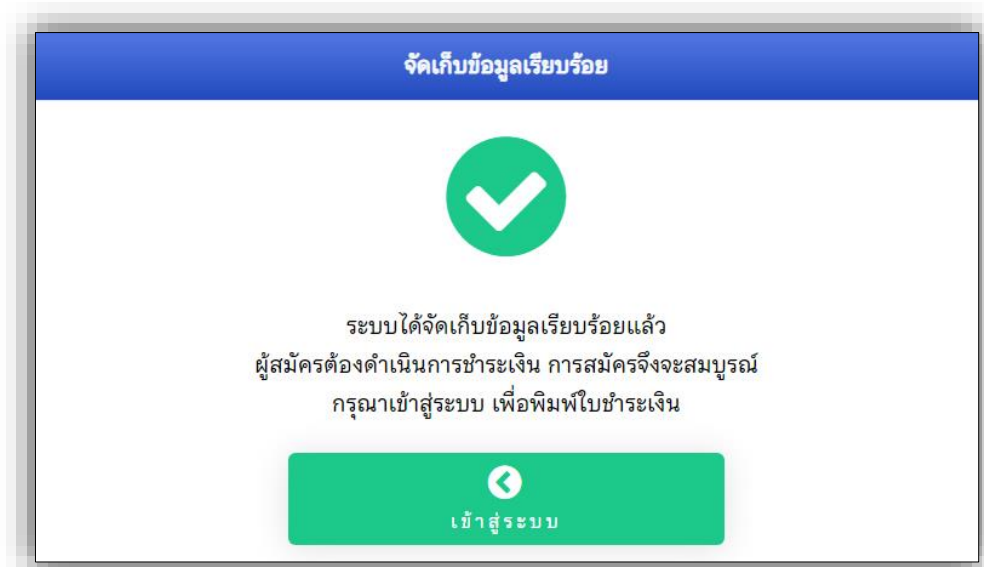 จัดเก็บข้อมูลเรียบร้อย
ระบบได้จัดเก็บข้อมูลเรียบร้อยแล้ว
ผู้สมัครต้องดำเนินการชำระเงิน การสมัครจึงจะสมบูรณ์
กรุณาเข้าสู่ระบบ เพื่อพิมพ์ใบชำระเงิน
เข้าสู่ระบบ